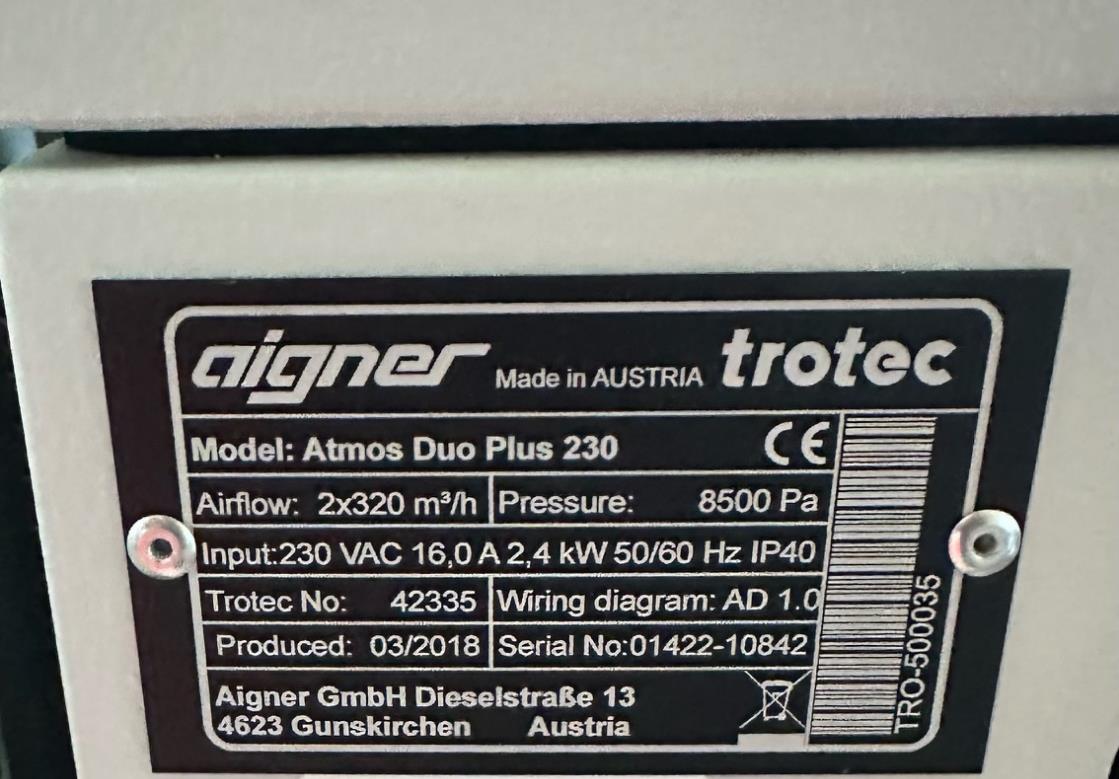 aigner Made in AUSTRIA trotec
Model: Atmos Duo Plus 230 CE
Airflow: 2x320 m³/h Pressure: 8500 Pa
Input:230 VAC 16,0 A 2,4 kW 50/60 Hz IP40
Trotec No: 42335 Wiring diagram: AD 1.0
Produced: 03/2018 Serial No:01422-10842
Aigner GmbH Dieselstraße 13
4623 Gunskirchen Austria
TRO-500035